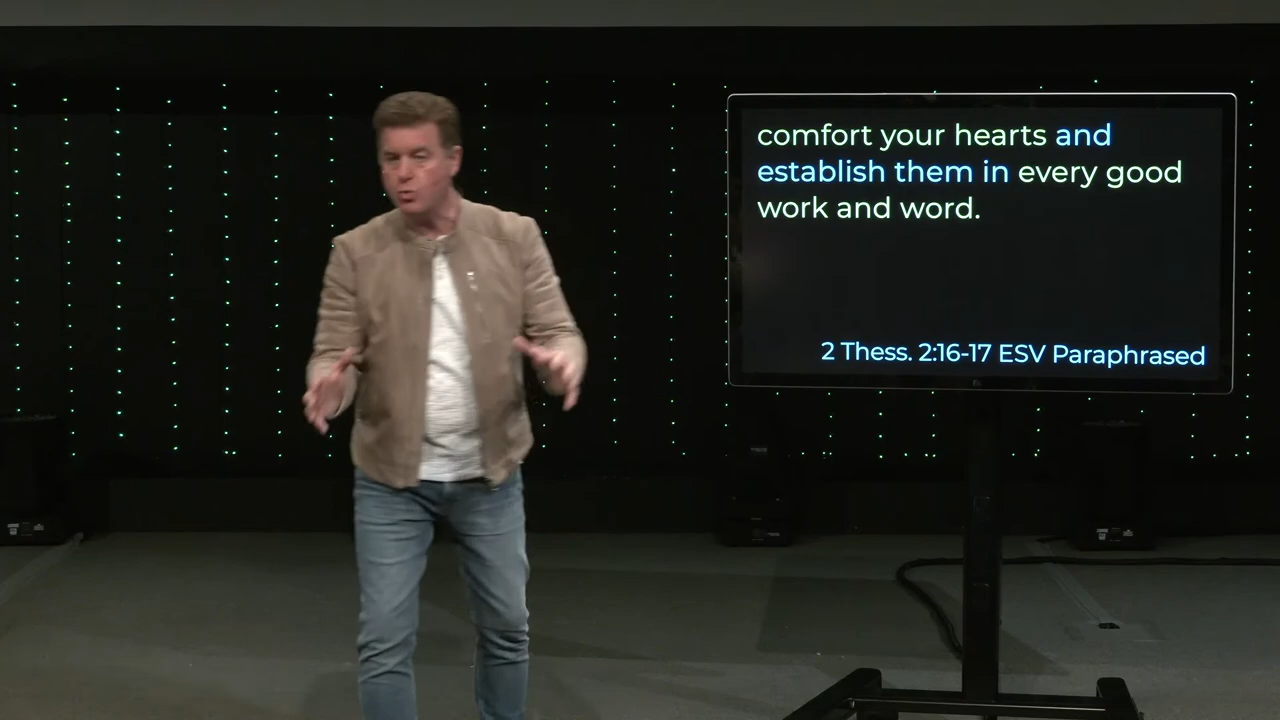 comfort your hearts and
establish them in every good
work and word.
2 Thess. 2:16-17 ESV Paraphrased